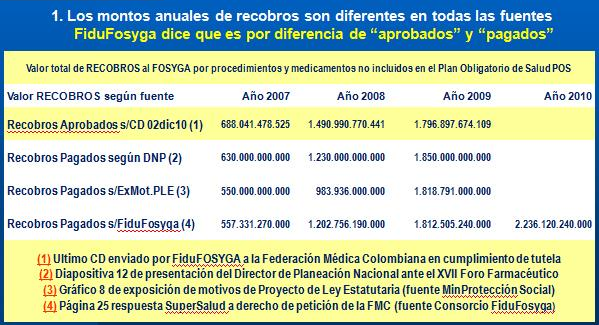 1. Los montos anuales de recobros son diferentes en todas las fuentes
FiduFosyga dice que es por diferencia de “aprobados” y “pagados”
Valor total de RECOBROS al FOSYGA por procedimientos y medicamentos no incluidos en el Plan Obligatorio de Salud POS
Valor RECOBROS según fuente Año 2007 Año 2008 Año 2009 Año 2010
Recobros Aprobados s/CD 02dic10 (1) 688.041.478.525 1.490.990.770.441 1.796.897.674.109
Recobros Pagados según DNP (2) 630.000.000.000 1.230.000.000.000 1.850.000.000.000
Recobros Pagados s/ExMot.PLE (3) 550.000.000.000 983.936.000.000 1.818.791.000.000
Recobros Pagados s/FiduFosyga (4) 557.331.270.000 1.202.756.190.000 1.812.505.240.000 2.236.120.240.000
(1) Ultimo CD enviado por FiduFOSYGA a la Federación Médica Colombiana en cumplimiento de tutela
(2) Diapositiva 12 de presentación del Director de Planeación Nacional ante el XVII Foro Farmacéutico
(3) Gráfico 8 de exposición de motivos de Proyecto de Ley Estatutaria (fuente MinProtección Social)
(4) Página 25 respuesta SuperSalud a derecho de petición de la FMC (fuente Consorcio FiduFosyga)